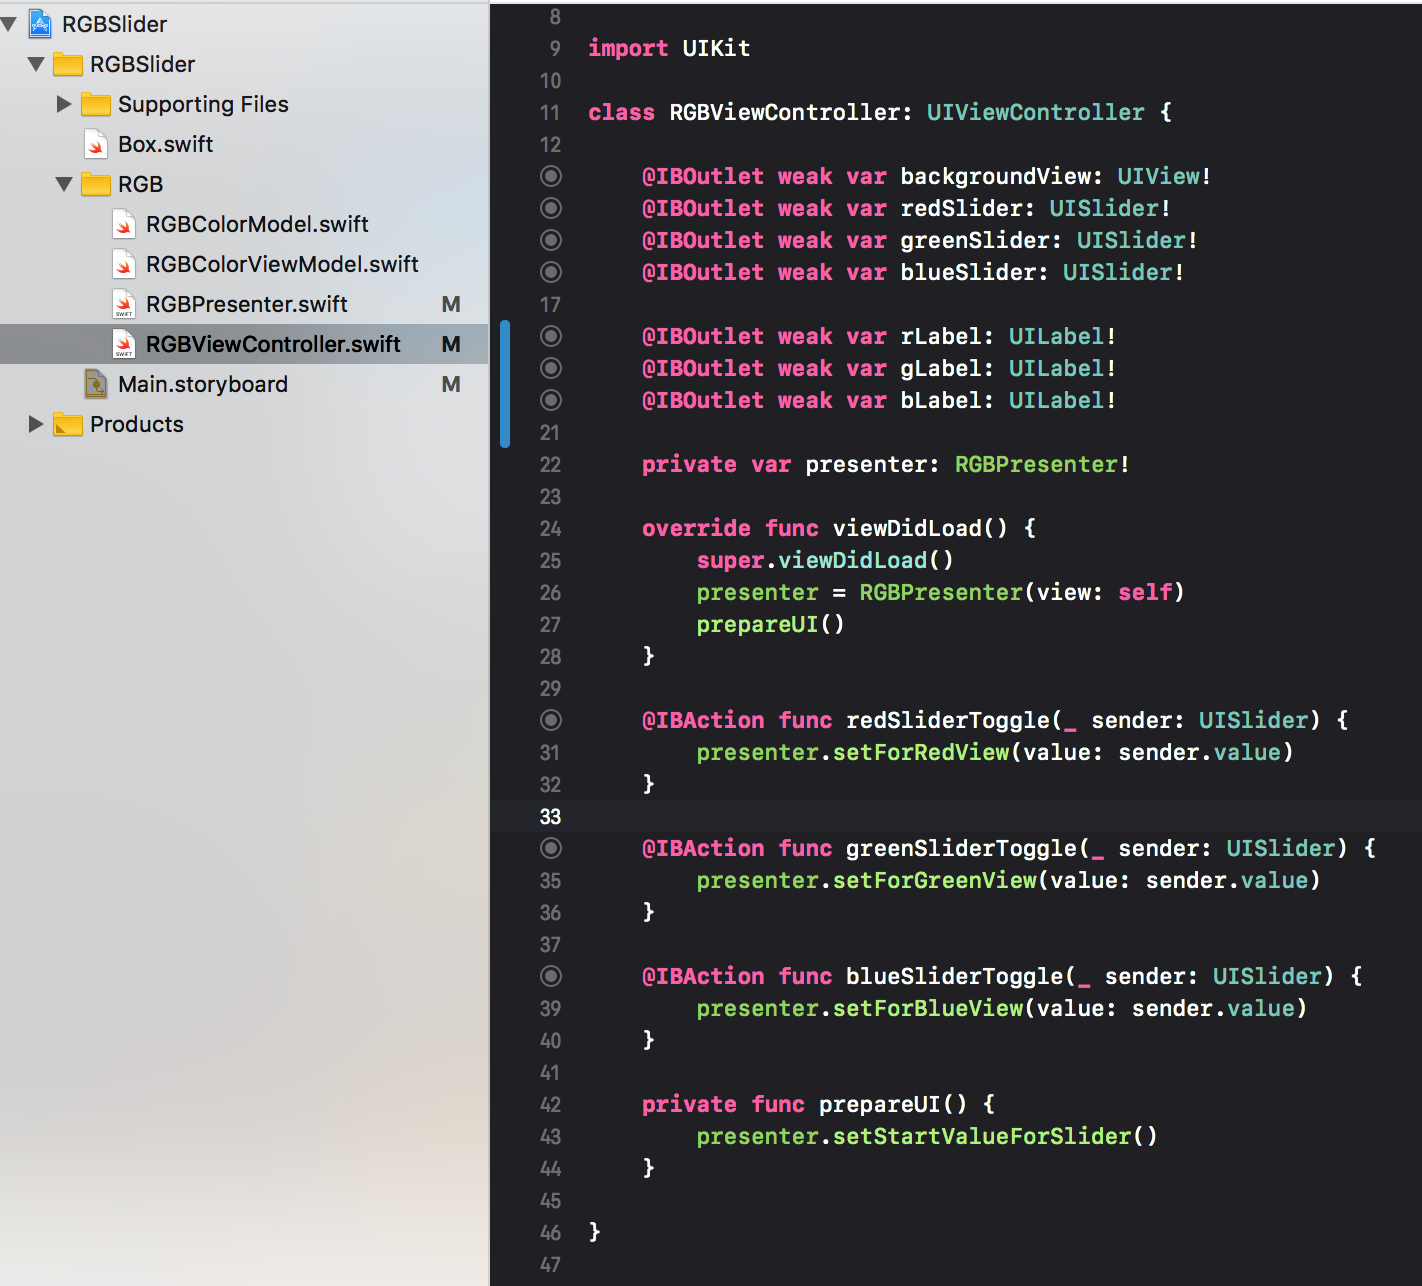 RGBSlider
RGBSlider
Supporting Files
Box.swift
RGB
RGBColorModel.swift
RGBColorViewModel.swift
RGBPresenter.swift M
RGBViewController.swift M
Main.storyboard M
Products
8
9 import UIKit
10
11 class RGBViewController: UIViewController {
12
@IBOutlet weak var backgroundView: UIView!
@IBOutlet weak var redSlider: UISlider!
@IBOutlet weak var greenSlider: UISlider!
@IBOutlet weak var blueSlider: UISlider!
17
@IBOutlet weak var rLabel: UILabel!
@IBOutlet weak var gLabel: UILabel!
@IBOutlet weak var bLabel: UILabel!
21
22 private var presenter: RGBPresenter!
23
24 override func viewDidLoad() {
25 super.viewDidLoad()
26 presenter = RGBPresenter(view: self)
27 prepareUI()
28 }
29
@IBAction func redSliderToggle(_ sender: UISlider) {
31 presenter.setForRedView(value: sender.value)
32 }
33
@IBAction func greenSliderToggle(_ sender: UISlider) {
35 presenter.setForGreenView(value: sender.value)
36 }
37
@IBAction func blueSliderToggle(_ sender: UISlider) {
39 presenter.setForBlueView(value: sender.value)
40 }
41
42 private func prepareUI() {
43 presenter.setStartValueForSlider()
44 }
45
46 }
47